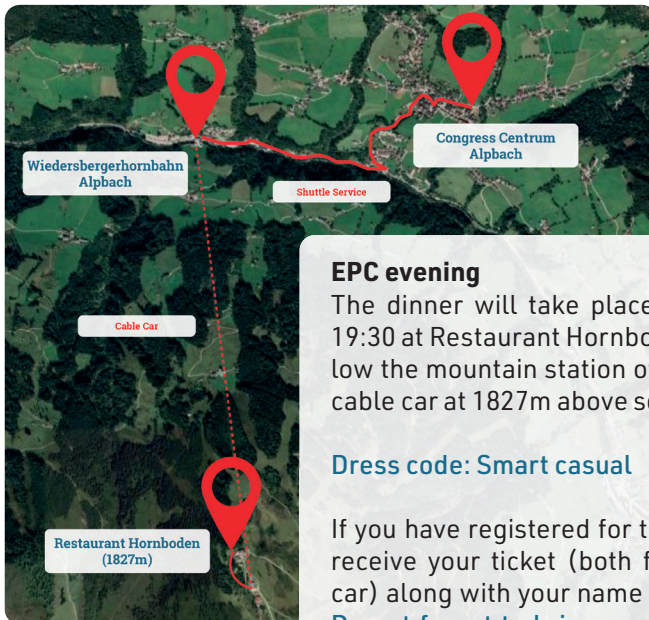 Wiedersbergerhornbahn
Alpbach
Congress Centrum
Alpbach
Shuttle Service
Cable Car
Restaurant Hornboden
(1827m)
EPC evening
The dinner will take place
19:30 at Restaurant Hornbo
low the mountain station o
cable car at 1827m above s
Dress code: Smart casual
If you have registered for t
receive your ticket (both f
car) along with your name